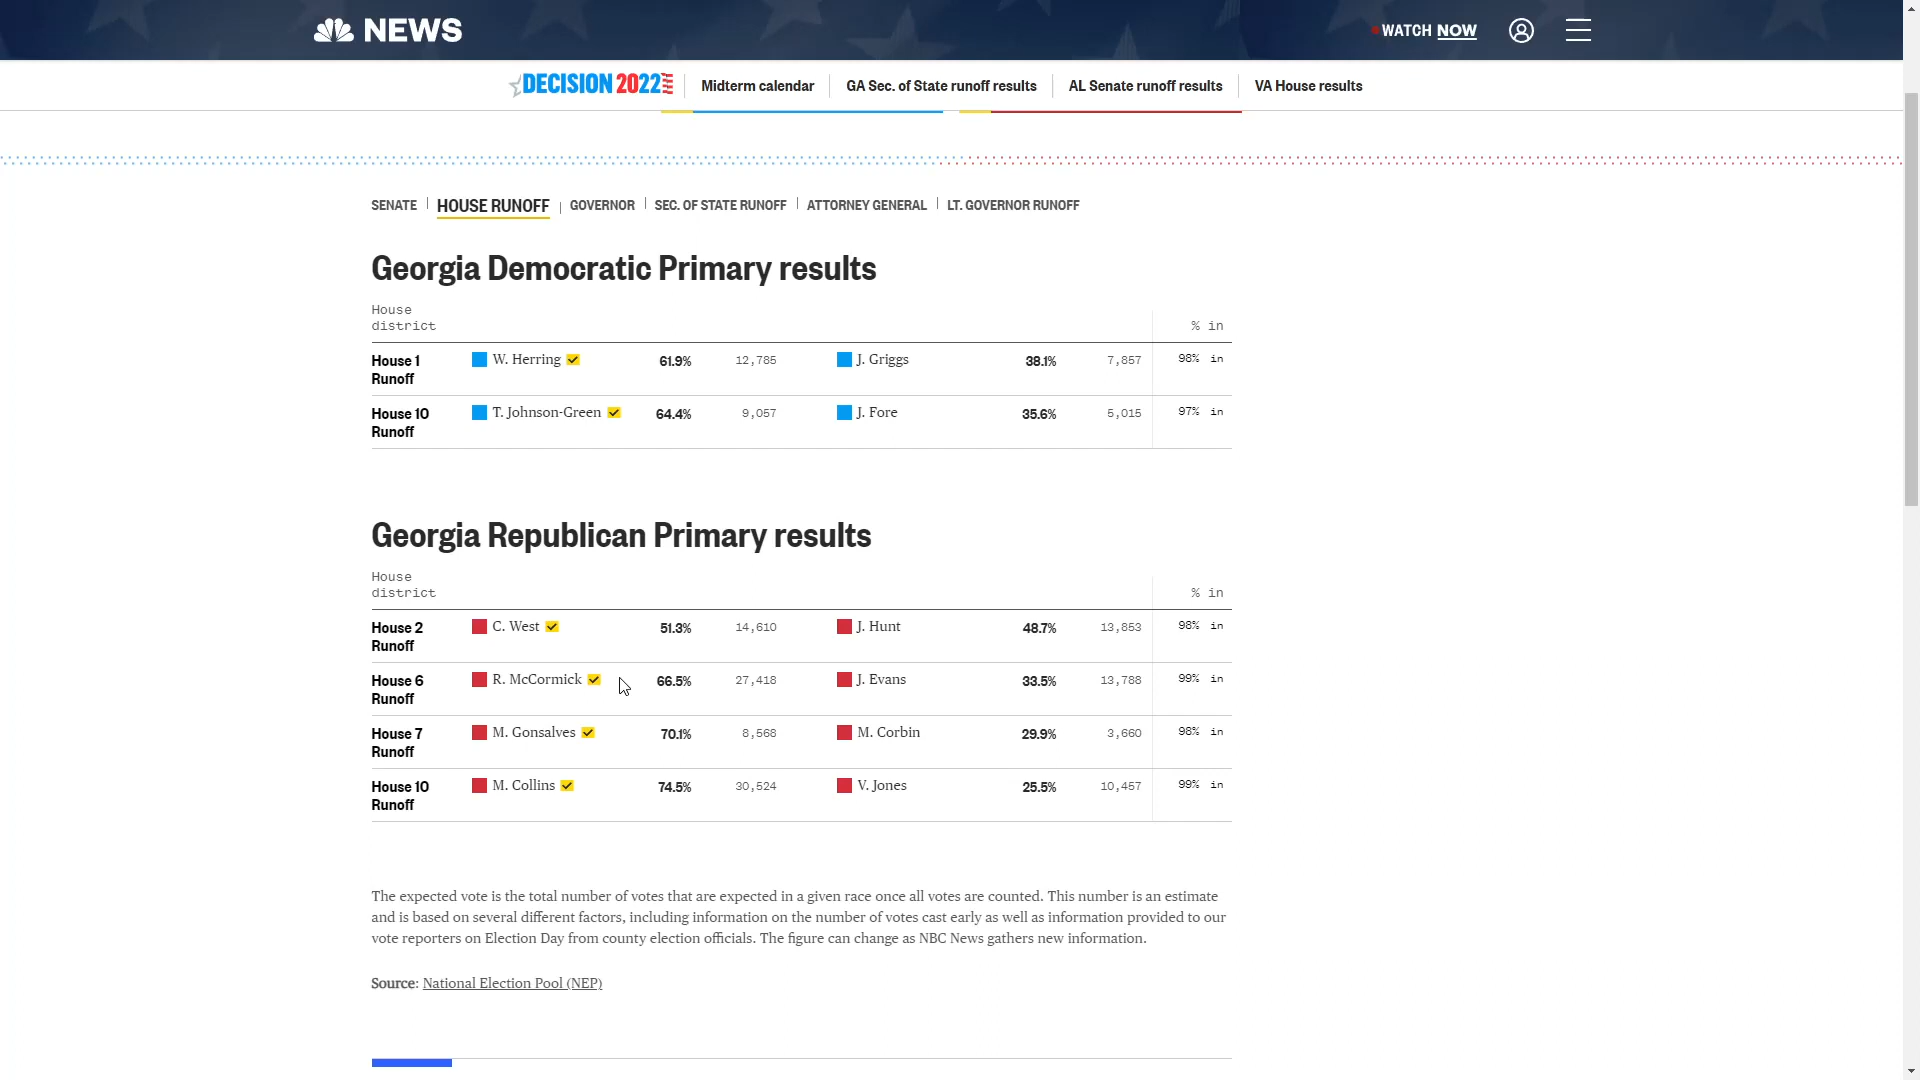 NEWS
WATCH NOW
DECISION 2022
Midterm calendar
GA Sec. of State runoff results
AL Senate runoff results
VA House results
SENATE
HOUSE RUNOFF
GOVERNOR
SEC. OF STATE RUNOFF
ATTORNEY GENERAL
LT. GOVERNOR RUNOFF
Georgia Democratic Primary results
House
district % in
House 1 W. Herring 61.9% 12,785 J. Griggs 38.1% 7,857 98% in
Runoff
House 10 T. Johnson-Green 64.4% 9,057 J. Fore 35.6% 5,015 97% in
Runoff
Georgia Republican Primary results
House
district % in
House 2 C. West 51.3% 14,610 J. Hunt 48.7% 13,853 98% in
Runoff
House 6 R. McCormick 66.5% 27,418 J. Evans 33.5% 13,788 99% in
Runoff
House 7 M. Gonsalves 70.1% 8,568 M. Corbin 29.9% 3,660 98% in
Runoff
House 10 M. Collins 74.5% 30,524 V. Jones 25.5% 10,457 99% in
Runoff
The expected vote is the total number of votes that are expected in a given race once all votes are counted. This number is an estimate
and is based on several different factors, including information on the number of votes cast early as well as information provided to our
vote reporters on Election Day from county election officials. The figure can change as NBC News gathers new information.
Source: National Election Pool (NEP)